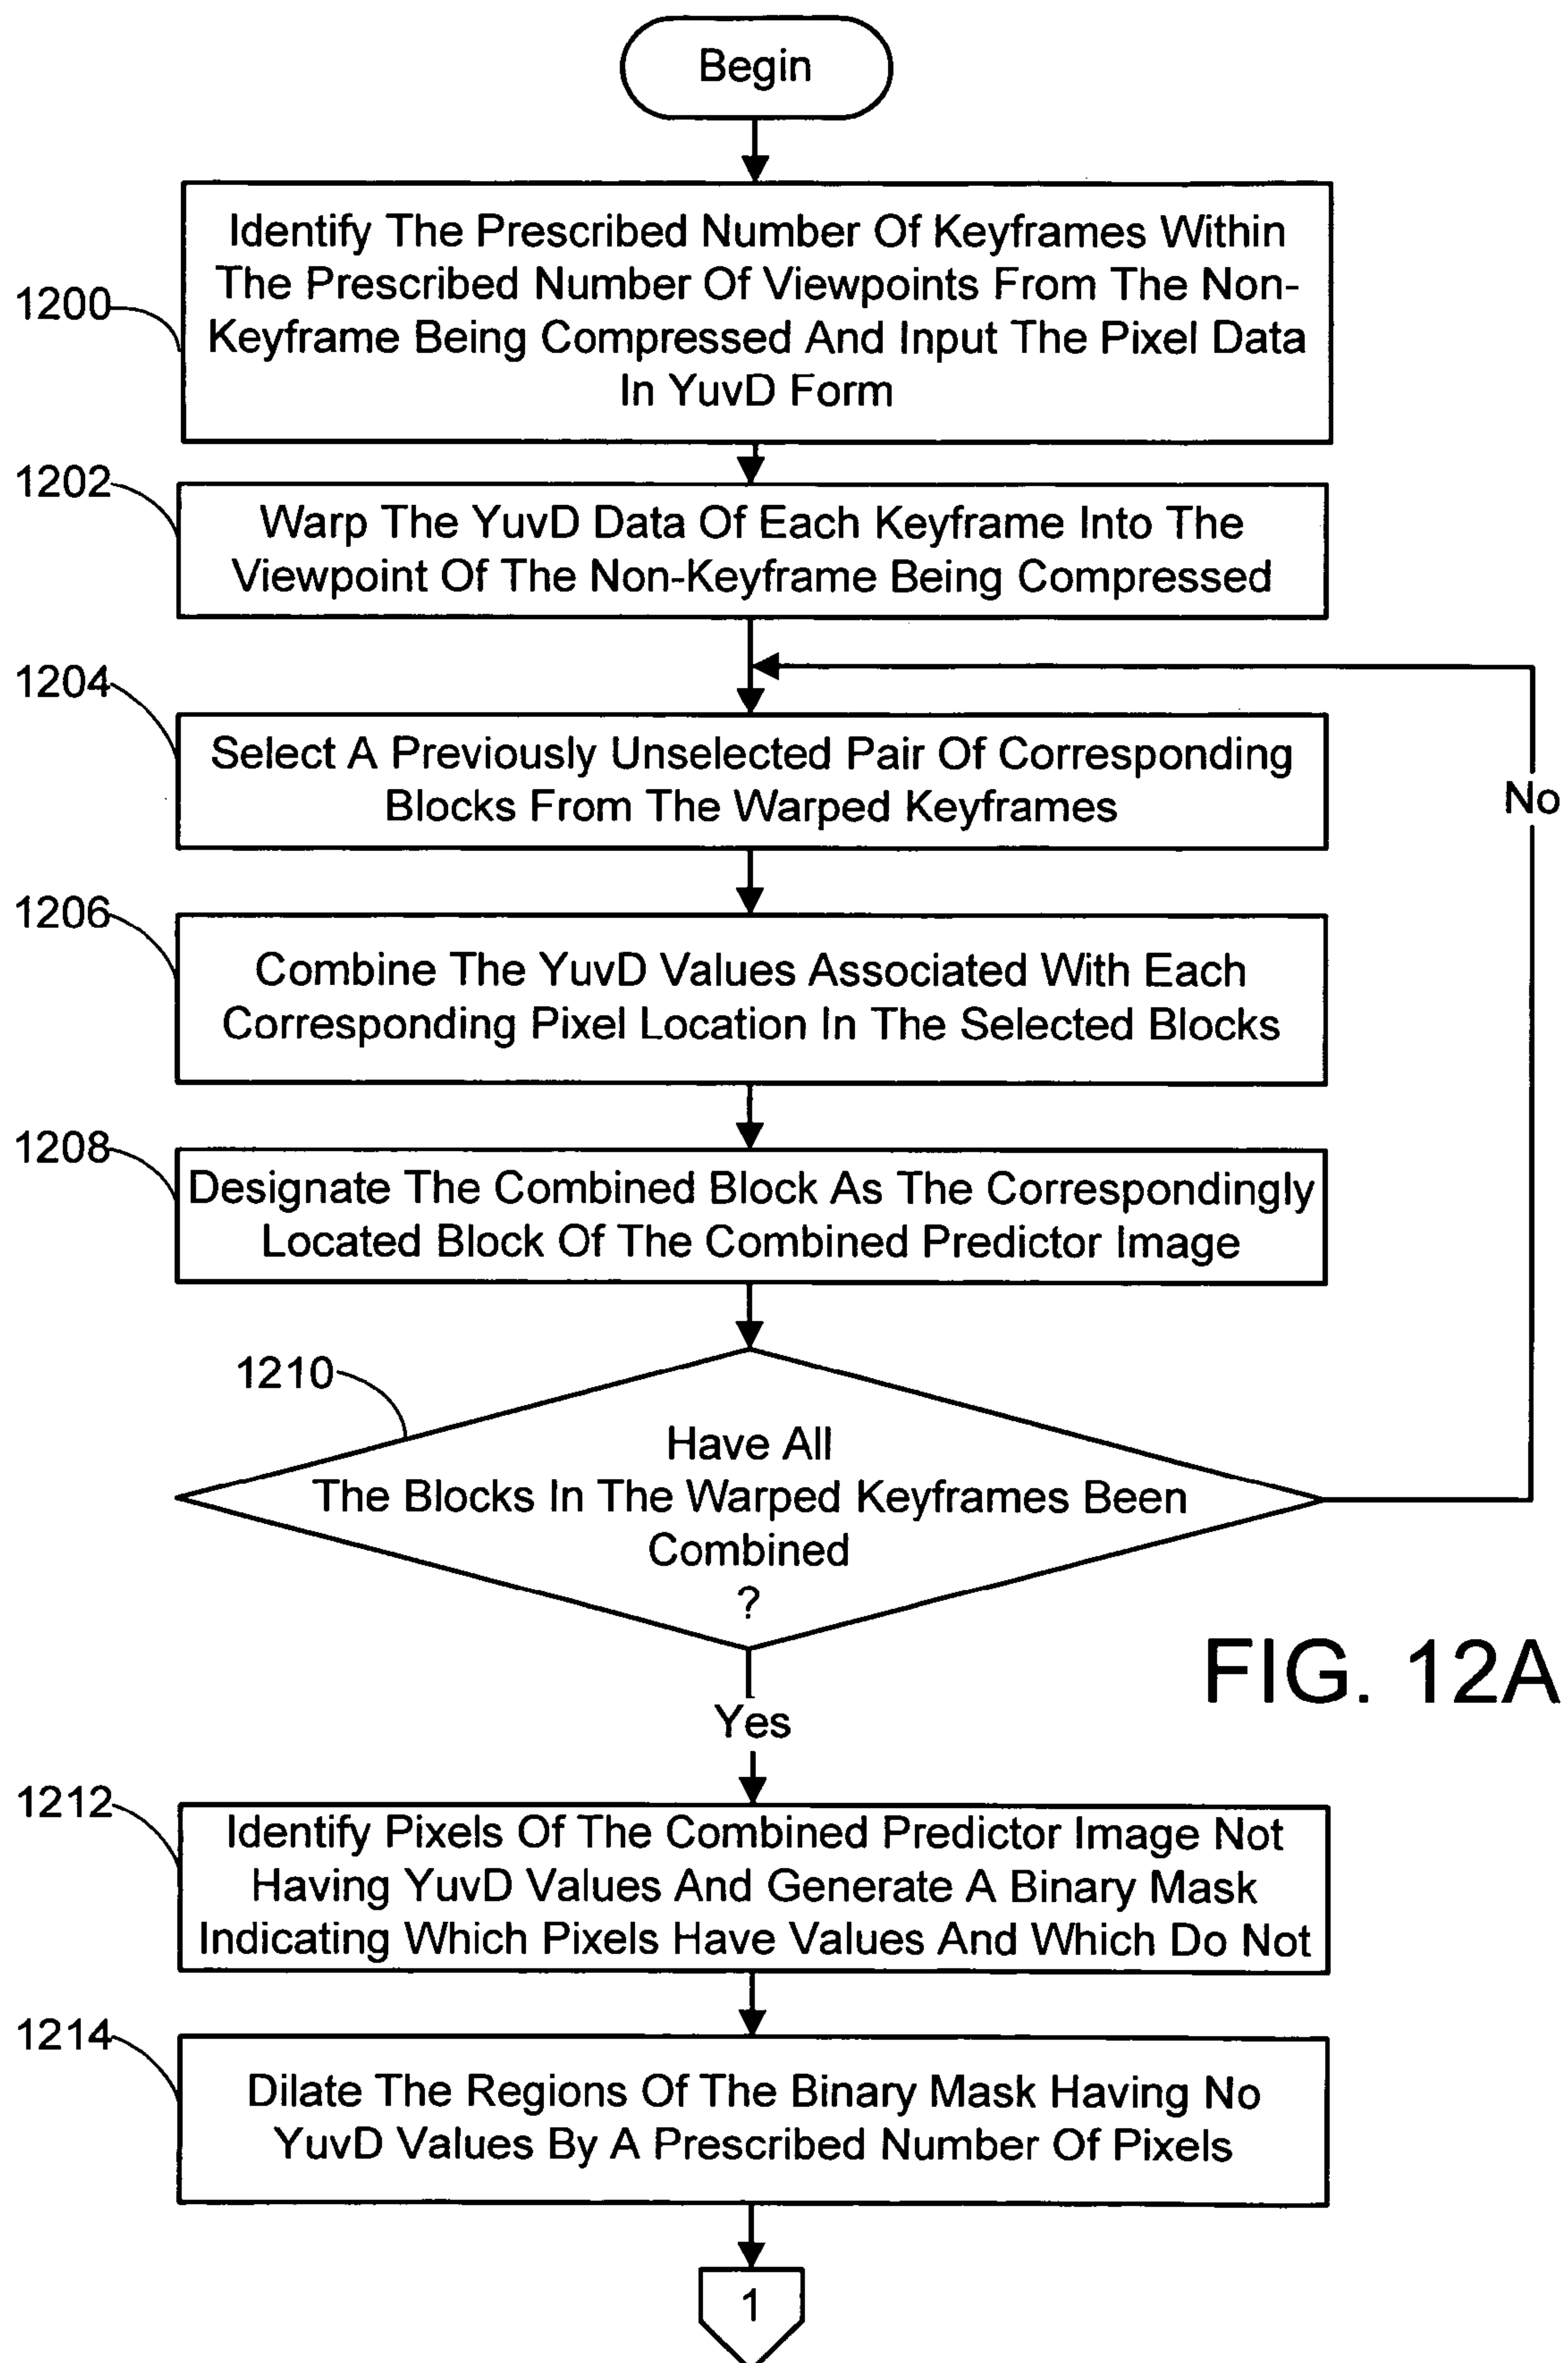 Begin
1200
Identify The Prescribed Number Of Keyframes Within
The Prescribed Number Of Viewpoints From The Non-
Keyframe Being Compressed And Input The Pixel Data
In YuvD Form
1202
Warp The YuvD Data Of Each Keyframe Into The
Viewpoint Of The Non-Keyframe Being Compressed
1204
Select A Previously Unselected Pair Of Corresponding
Blocks From The Warped Keyframes
No
1206
Combine The YuvD Values Associated With Each
Corresponding Pixel Location In The Selected Blocks
1208
Designate The Combined Block As The Correspondingly
Located Block Of The Combined Predictor Image
1210
Have All
The Blocks In The Warped Keyframes Been
Combined
?
FIG. 12A
Yes
1212
Identify Pixels Of The Combined Predictor Image Not
Having YuvD Values And Generate A Binary Mask
Indicating Which Pixels Have Values And Which Do Not
1214
Dilate The Regions Of The Binary Mask Having No
YuvD Values By A Prescribed Number Of Pixels
1